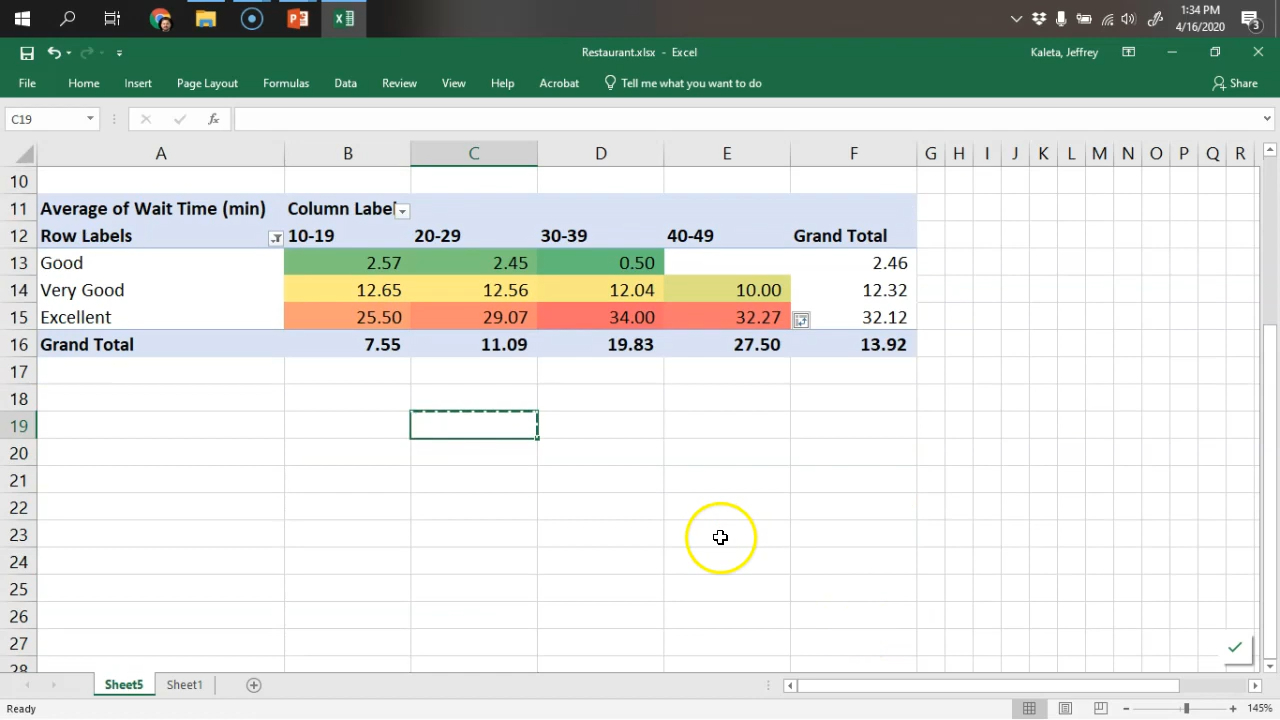 1:34 PM
4/16/2020
3
Restaurant.xlsx - Excel
Kaleta, Jeffrey
File Home Insert Page Layout Formulas Data Review View Help Acrobat Tell me what you want to do Share
C19
A B C D E F G H I J K L M N O P Q R
10
11 Average of Wait Time (min) Column Label
12 Row Labels 10-19 20-29 30-39 40-49 Grand Total
13 Good 2.57 2.45 0.50 2.46
14 Very Good 12.65 12.56 12.04 10.00 12.32
15 Excellent 25.50 29.07 34.00 32.27 32.12
16 Grand Total 7.55 11.09 19.83 27.50 13.92
17
18
19
20
21
22
23
24
25
26
27
28
Sheet5 Sheet1
Ready 145%